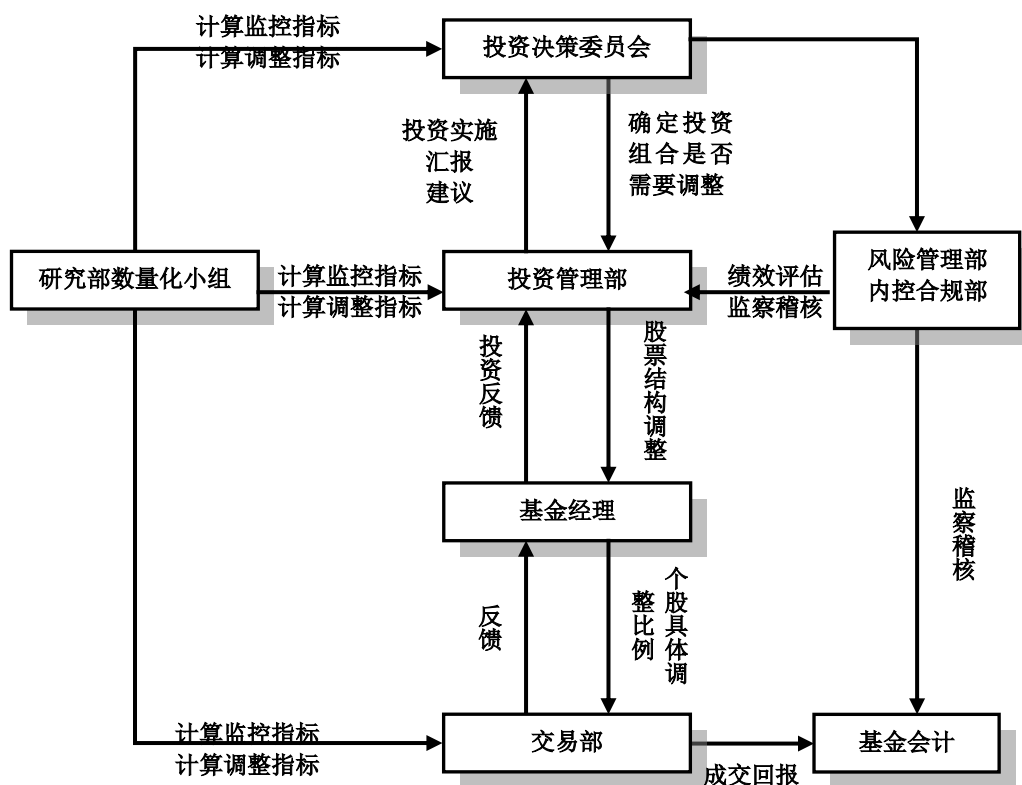 计算监控指标
计算调整指标
投资决策委员会
投资实施
汇报
建议
确定投资
组合是否
需要调整
研究部数量化小组
计算监控指标
计算调整指标
投资管理部
绩效评估
监察稽核
风险管理部
内控合规部
投资反馈
股票结构调整
基金经理
监察稽核
反馈
个股具体调
整比例
计算监控指标
计算调整指标
交易部
成交回报
基金会计